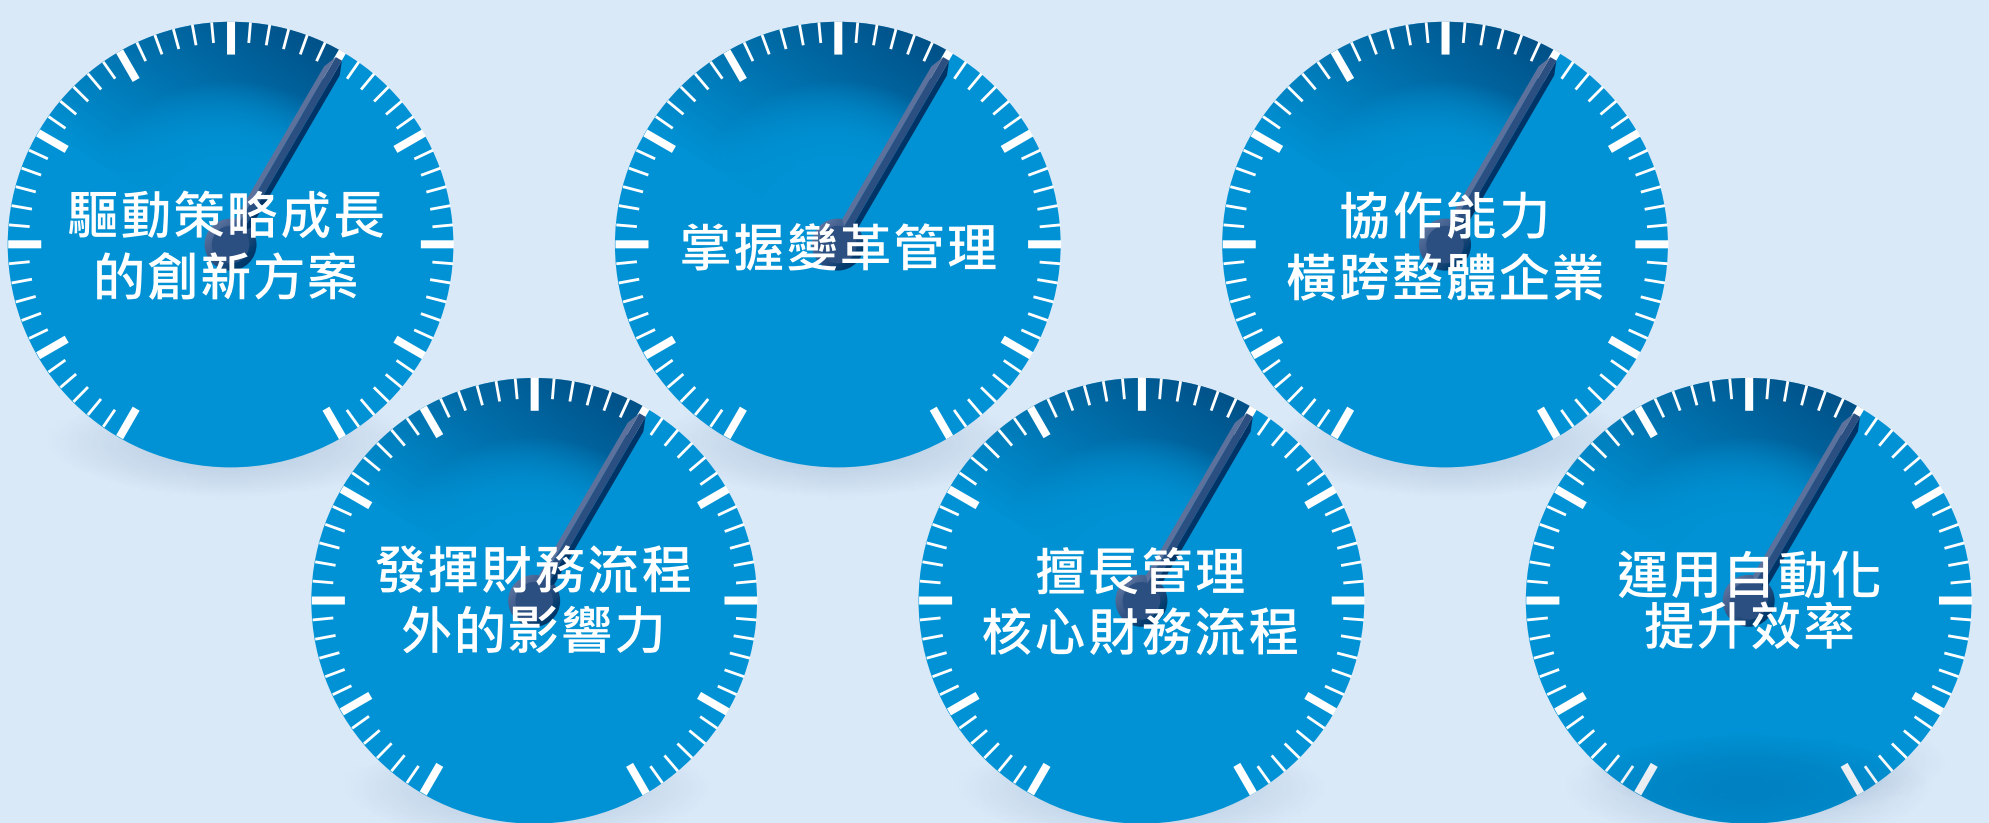 驅動策略成長
的創新方案
掌握變革管理
協作能力
橫跨整體企業
發揮財務流程
外的影響力
擅長管理
核心財務流程
運用自動化
提升效率